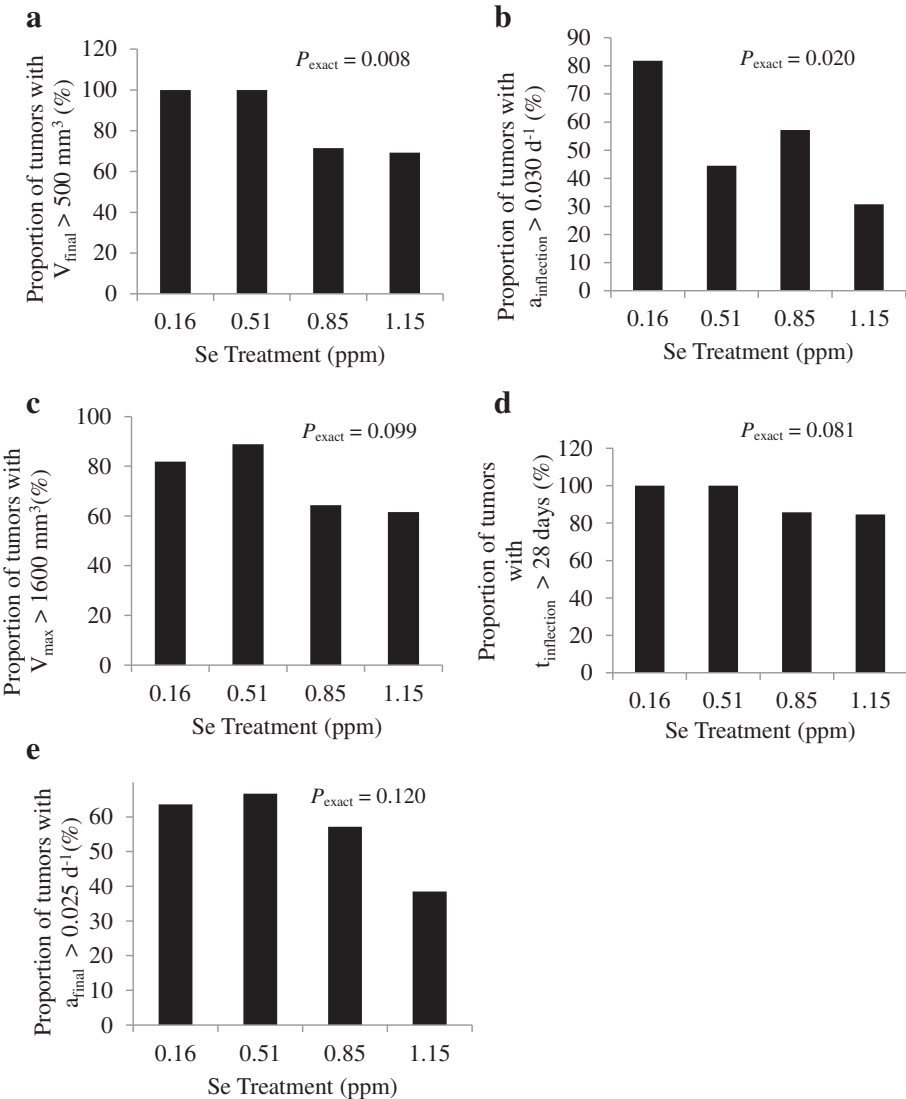 a
Proportion of tumors with
V_final > 500 mm³ (%)
120
100
80
60
40
20
0
P_exact = 0.008
0.16 0.51 0.85 1.15
Se Treatment (ppm)
b
Proportion of tumors with
a_inflection > 0.030 d⁻¹ (%)
90
80
70
60
50
40
30
20
10
0
P_exact = 0.020
0.16 0.51 0.85 1.15
Se Treatment (ppm)
c
Proportion of tumors with
V_max > 1600 mm³(%)
100
80
60
40
20
0
P_exact = 0.099
0.16 0.51 0.85 1.15
Se Treatment (ppm)
d
Proportion of tumors
with
t_inflection > 28 days (%)
120
100
80
60
40
20
0
P_exact = 0.081
0.16 0.51 0.85 1.15
Se Treatment (ppm)
e
Proportion of tumors with
a_final > 0.025 d⁻¹(%)
60
50
40
30
20
10
0
P_exact = 0.120
0.16 0.51 0.85 1.15
Se Treatment (ppm)